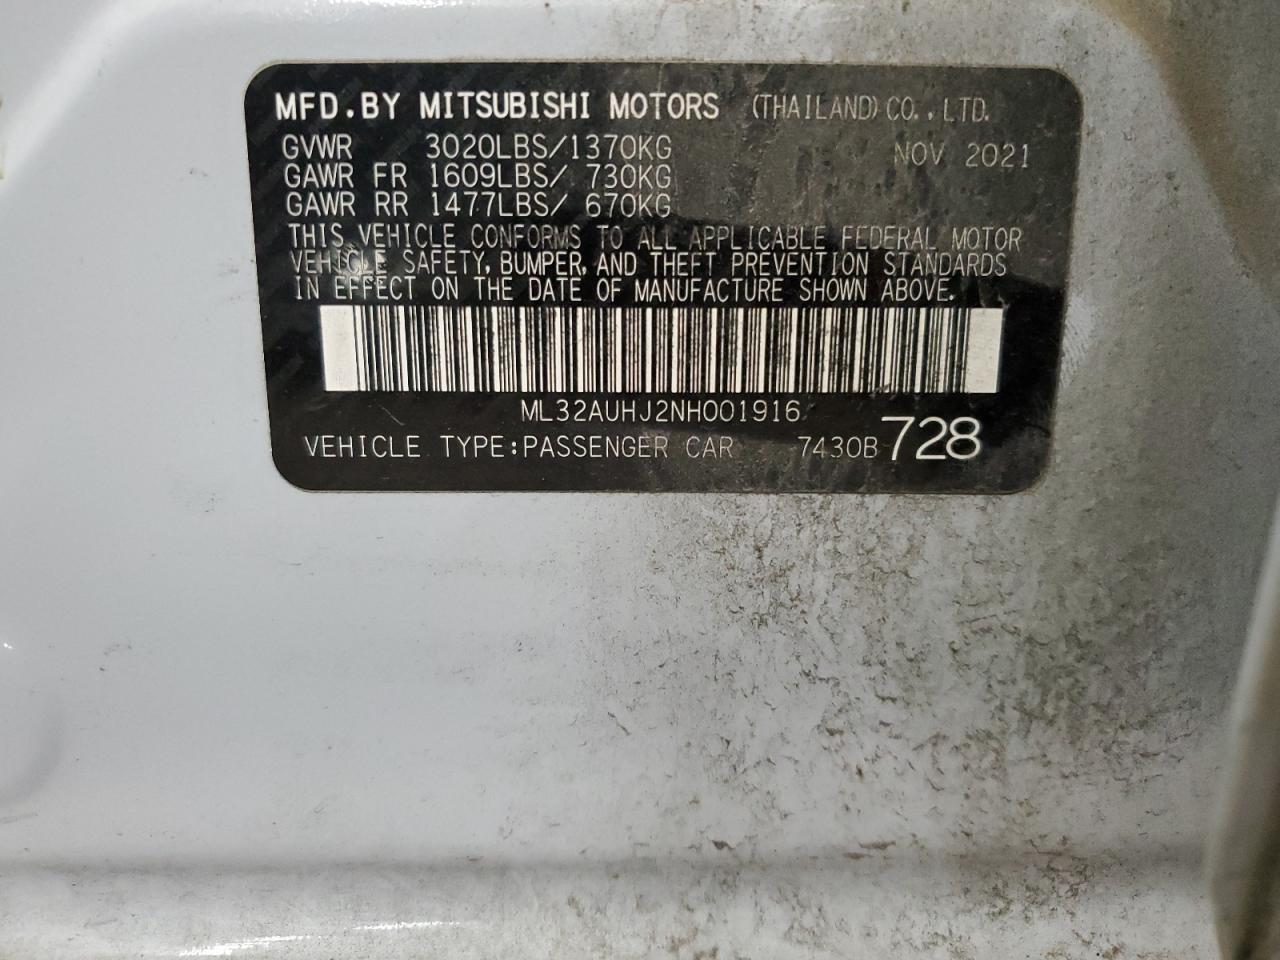 MFD.BY MITSUBISHI MOTORS (THAILAND)CO.,LTD.
GVWR 3020LBS/1370KG NOV 2021
GAWR FR 1609LBS/ 730KG
GAWR RR 1477LBS/ 670KG
THIS VEHICLE CONFORMS TO ALL APPLICABLE FEDERAL MOTOR
VEHICLE SAFETY, BUMPER, AND THEFT PREVENTION STANDARDS
IN EFFECT ON THE DATE OF MANUFACTURE SHOWN ABOVE.
ML32AUHJ2NH001916
VEHICLE TYPE:PASSENGER CAR 7430B-728